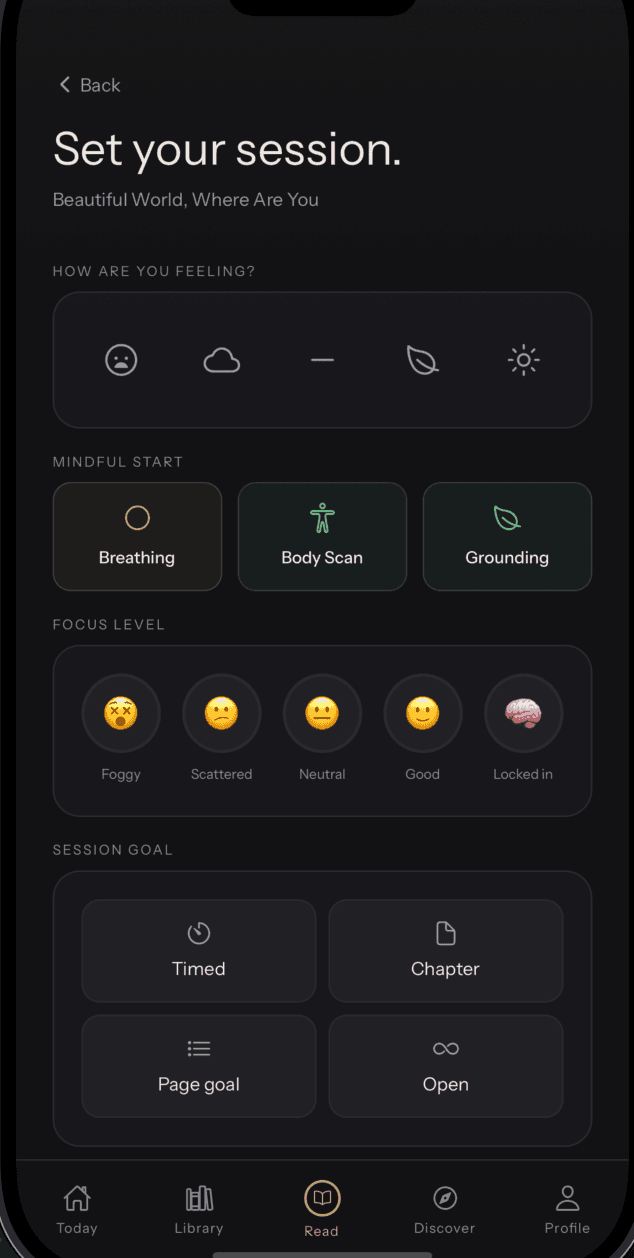 Back
Set your session.
Beautiful World, Where Are You
HOW ARE YOU FEELING?
MINDFUL START
Breathing
Body Scan
Grounding
FOCUS LEVEL
Foggy
Scattered
Neutral
Good
Locked in
SESSION GOAL
Timed
Chapter
Page goal
Open
Today
Library
Read
Discover
Profile